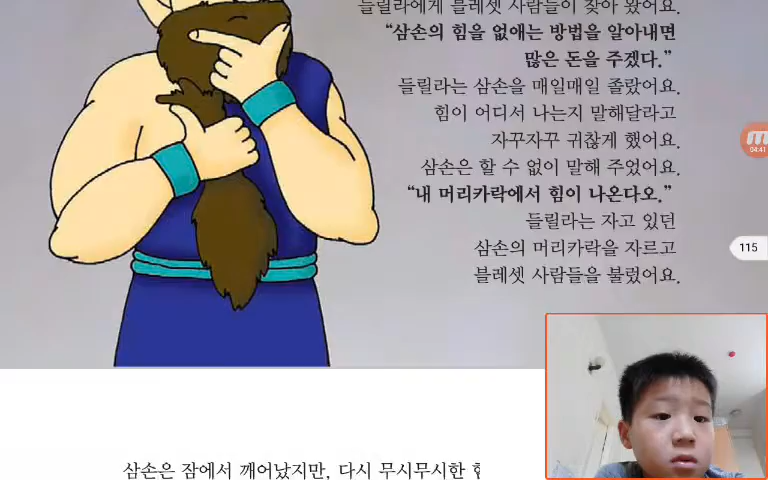 들릴라에게 블레셋 사람들이 찾아 왔어요.
“삼손의 힘을 없애는 방법을 알아내면
많은 돈을 주겠다.”
들릴라는 삼손을 매일매일 졸랐어요.
힘이 어디서 나는지 말해달라고
자꾸자꾸 귀찮게 했어요.
삼손은 할 수 없이 말해 주었어요.
“내 머리카락에서 힘이 나온다오.”
들릴라는 자고 있던
삼손의 머리카락을 자르고
블레셋 사람들을 불렀어요.
04:41
115
삼손은 잠에서 깨어났지만, 다시 무시무시한